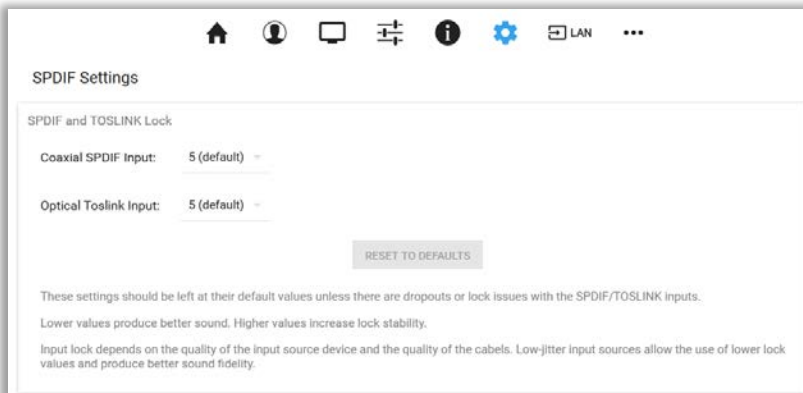 LAN
SPDIF Settings
SPDIF and TOSLINK Lock
Coaxial SPDIF Input: 5 (default)
Optical Toslink Input: 5 (default)
RESET TO DEFAULTS
These settings should be left at their default values unless there are dropouts or lock issues with the SPDIF/TOSLINK inputs.
Lower values produce better sound. Higher values increase lock stability.
Input lock depends on the quality of the input source device and the quality of the cabels. Low-jitter input sources allow the use of lower lock
values and produce better sound fidelity.